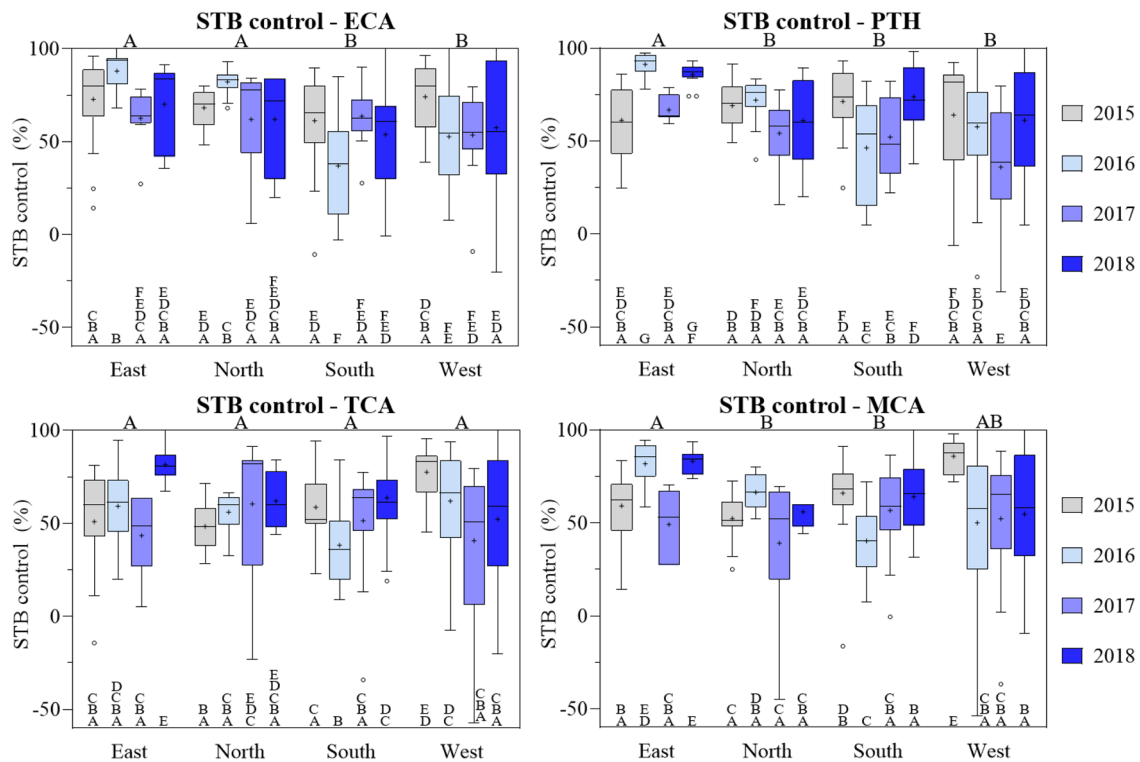 STB control - ECA
A A B B
STB control (%)
100
50
0
-50
C B A
B
F E D C A
E D C B A
E D A
C B
E D C A
F E D C B A
E D A
F
F E D A
F E D
D C B A
F E
F E D
E D A
East North South West
STB control - PTH
A B B B
STB control (%)
100
50
0
-50
E D C B A
G
E D C B A
G F
D B A
F D B A
E C B A
E D C B A
F D A
E C
E C B
F D
F D C B A
E D C B A
E
E D C B A
East North South West
2015
2016
2017
2018
STB control - TCA
A A A A
STB control (%)
100
50
0
-50
C B A
D C B A
C B A
E
B A
C B A
E D C
E D C B A
C A
B
C B A
D C
E D
D C
C B A
C B A
East North South West
STB control - MCA
A B B AB
STB control (%)
100
50
0
-50
B A
E D
C B A
E
C A
D B A
C A
C B A
D B
C
B A
B A
E
C B A
C B A
B A
East North South West
2015
2016
2017
2018